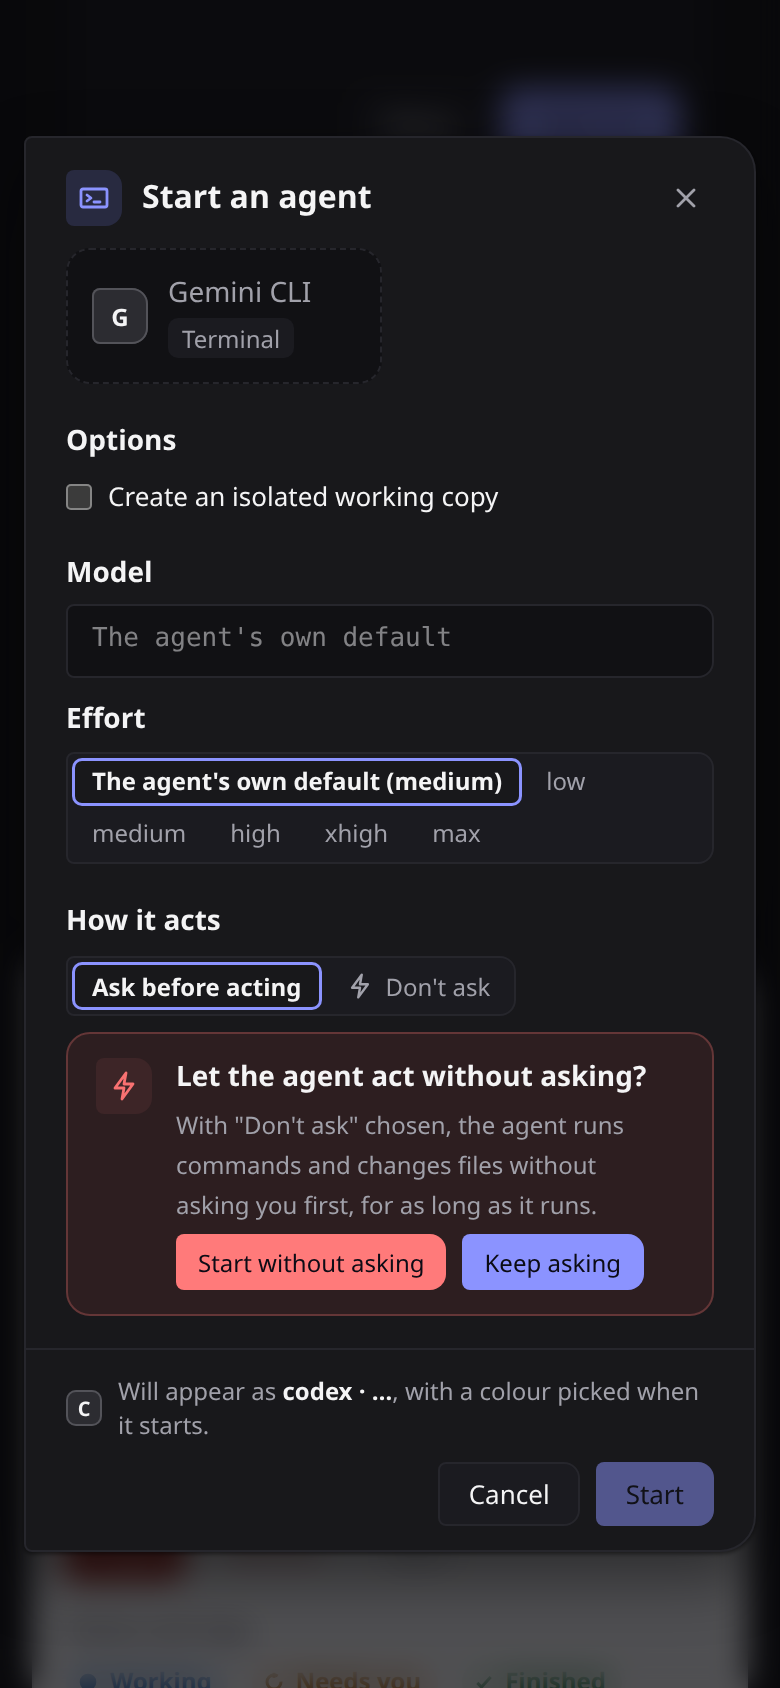 Start an agent
G
Gemini CLI
Terminal
Options
Create an isolated working copy
Model
The agent's own default
Effort
The agent's own default (medium) low
medium high xhigh max
How it acts
Ask before acting Don't ask
Let the agent act without asking?
With "Don't ask" chosen, the agent runs
commands and changes files without
asking you first, for as long as it runs.
Start without asking Keep asking
C
Will appear as codex · ..., with a colour picked when
it starts.
Cancel Start
Working Needs you Finished